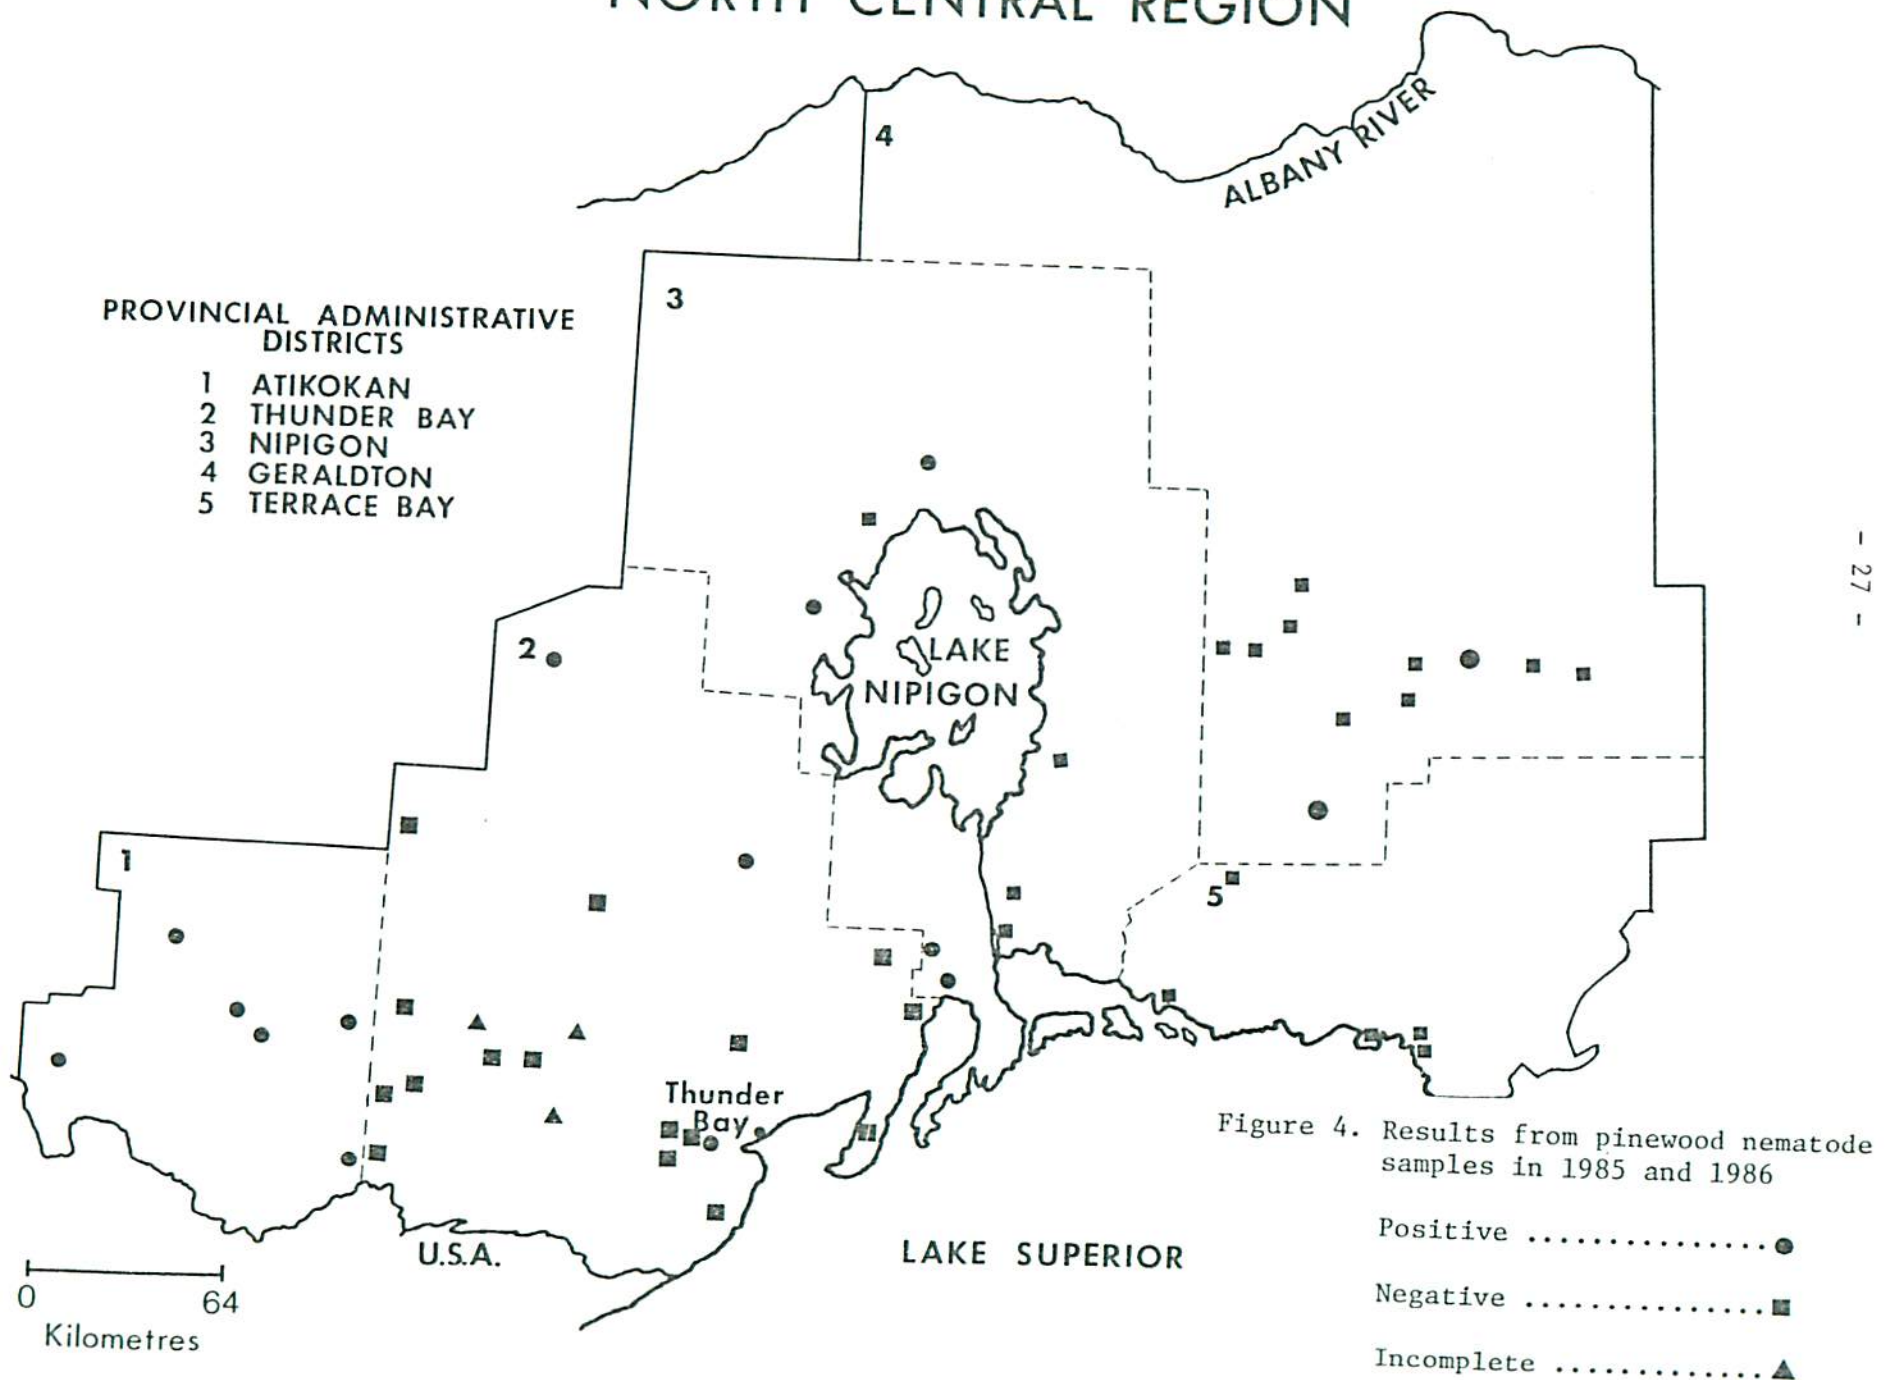 NORTH CENTRAL REGION
4
ALBANY RIVER
3
PROVINCIAL ADMINISTRATIVE
DISTRICTS
1 ATIKOKAN
2 THUNDER BAY
3 NIPIGON
4 GERALDTON
5 TERRACE BAY
- 27 -
2
LAKE
NIPIGON
1
5
Thunder
Bay
Figure 4. Results from pinewood nematode
samples in 1985 and 1986
Positive
Negative
Incomplete
U.S.A.
LAKE SUPERIOR
0 64
Kilometres